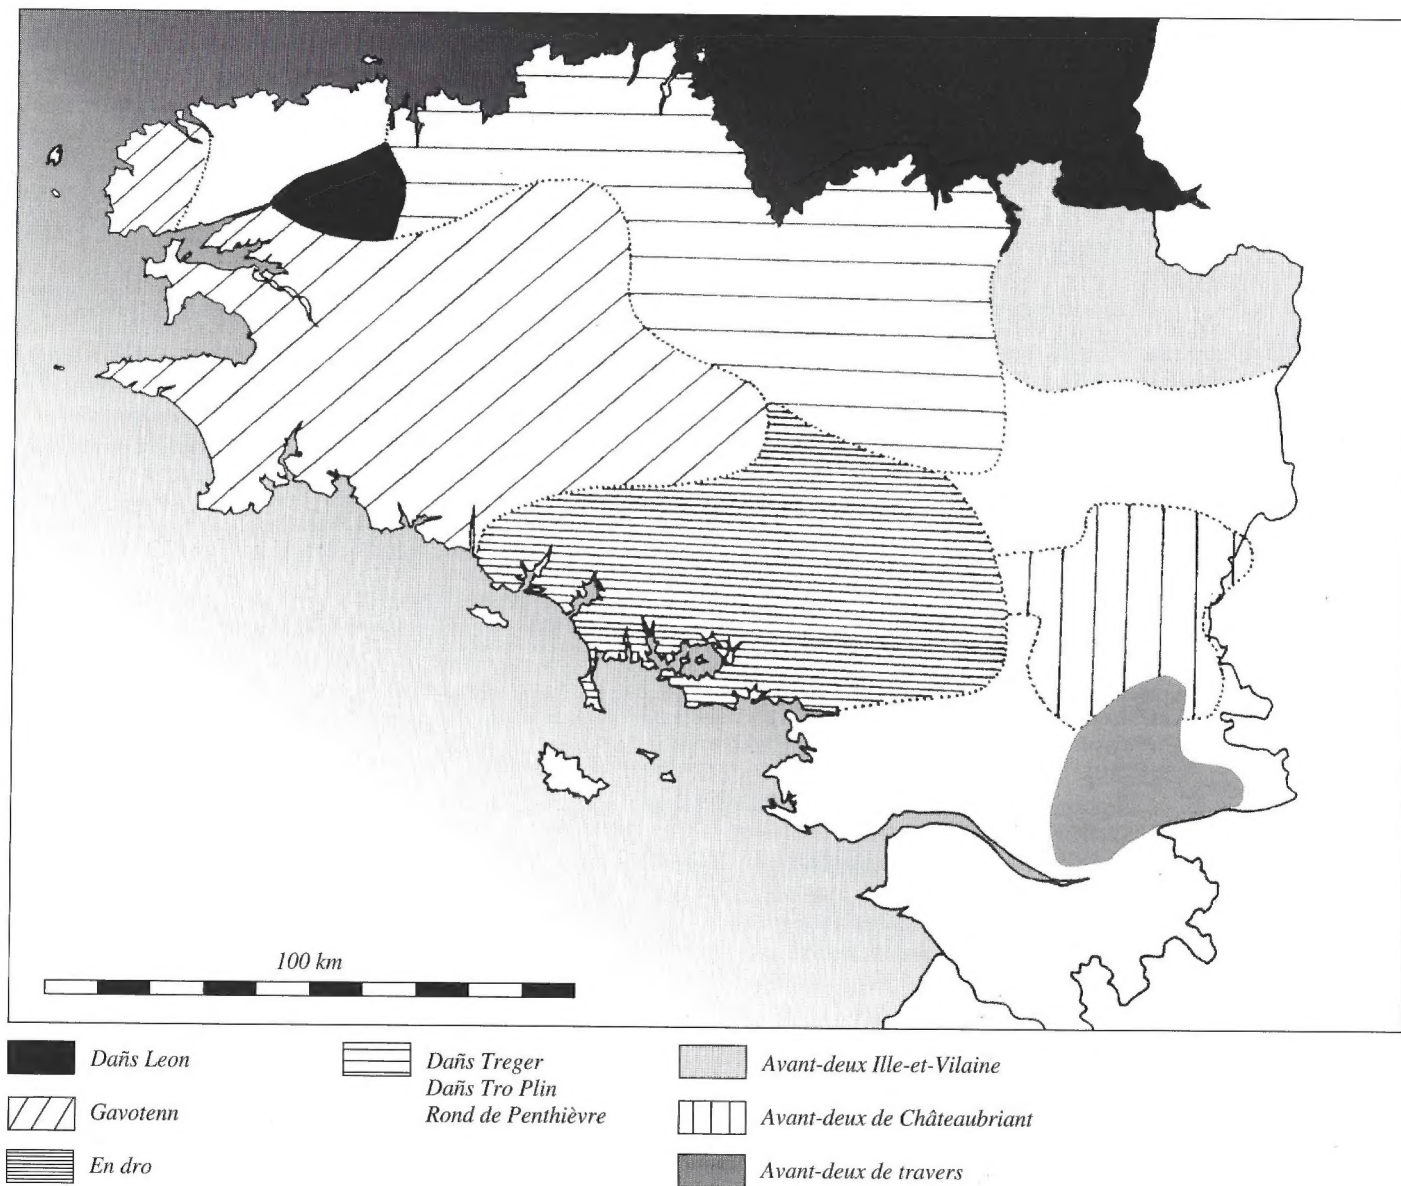 100 km
Dañs Leon
Gavotenn
En dro
Dañs Treger
Dañs Tro Plin
Rond de Penthièvre
Avant-deux Ille-et-Vilaine
Avant-deux de Châteaubriant
Avant-deux de travers